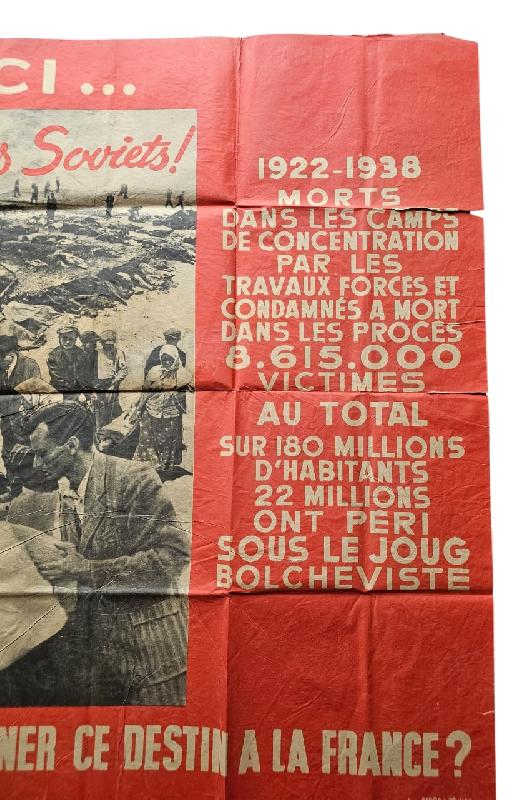 CI ...
s Soviets!
1922-1938
MORTS
DANS LES CAMPS
DE CONCENTRATION
PAR LES
TRAVAUX FORCÉS ET
CONDAMNÉS A MORT
DANS LES PROCÉS
8.615.000
VICTIMES
AU TOTAL
SUR 180 MILLIONS
D'HABITANTS
22 MILLIONS
ONT PERI
SOUS LE JOUG
BOLCHEVISTE
NER CE DESTIN A LA FRANCE ?